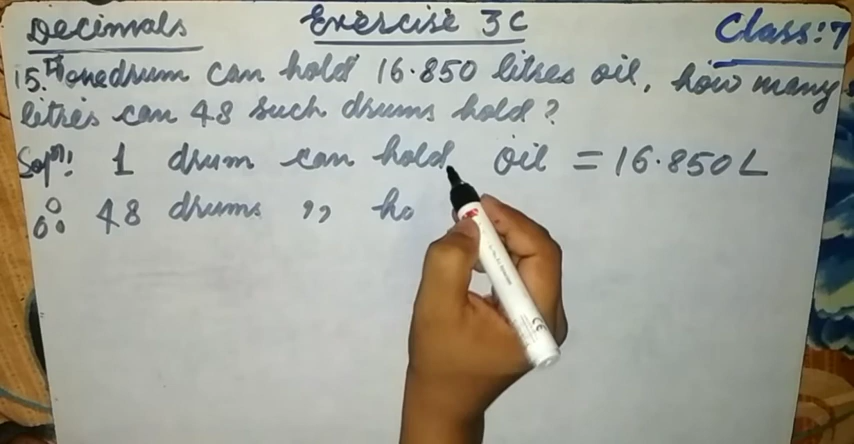 Decimals Exercise 3C Class:7
15. If one drum can hold 16.850 litres oil, how many
litres can 48 such drums hold?
Solⁿ: 1 drum can hold oil = 16.850L
∴ 48 drums ,, ho